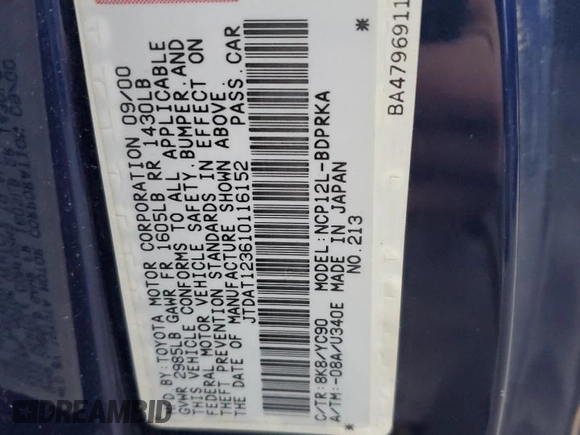 D BY: TOYOTA MOTOR CORPORATION 09/00
GVWR 2985LB GAWR FR 1605LB RR 1430LB
THIS VEHICLE CONFORMS TO ALL APPLICABLE
FEDERAL MOTOR VEHICLE SAFETY, BUMPER, AND
THEFT PREVENTION STANDARDS IN EFFECT ON
THE DATE OF MANUFACTURE SHOWN ABOVE.
JTDAT123610116152 PASS. CAR
C/TR: 8K8/YC90 MODEL: NCP12L-BDPRKA
A/TM: -08A/U340E MADE IN JAPAN
* NO.213 *
BA4796911
© AUTOBIDMASTER